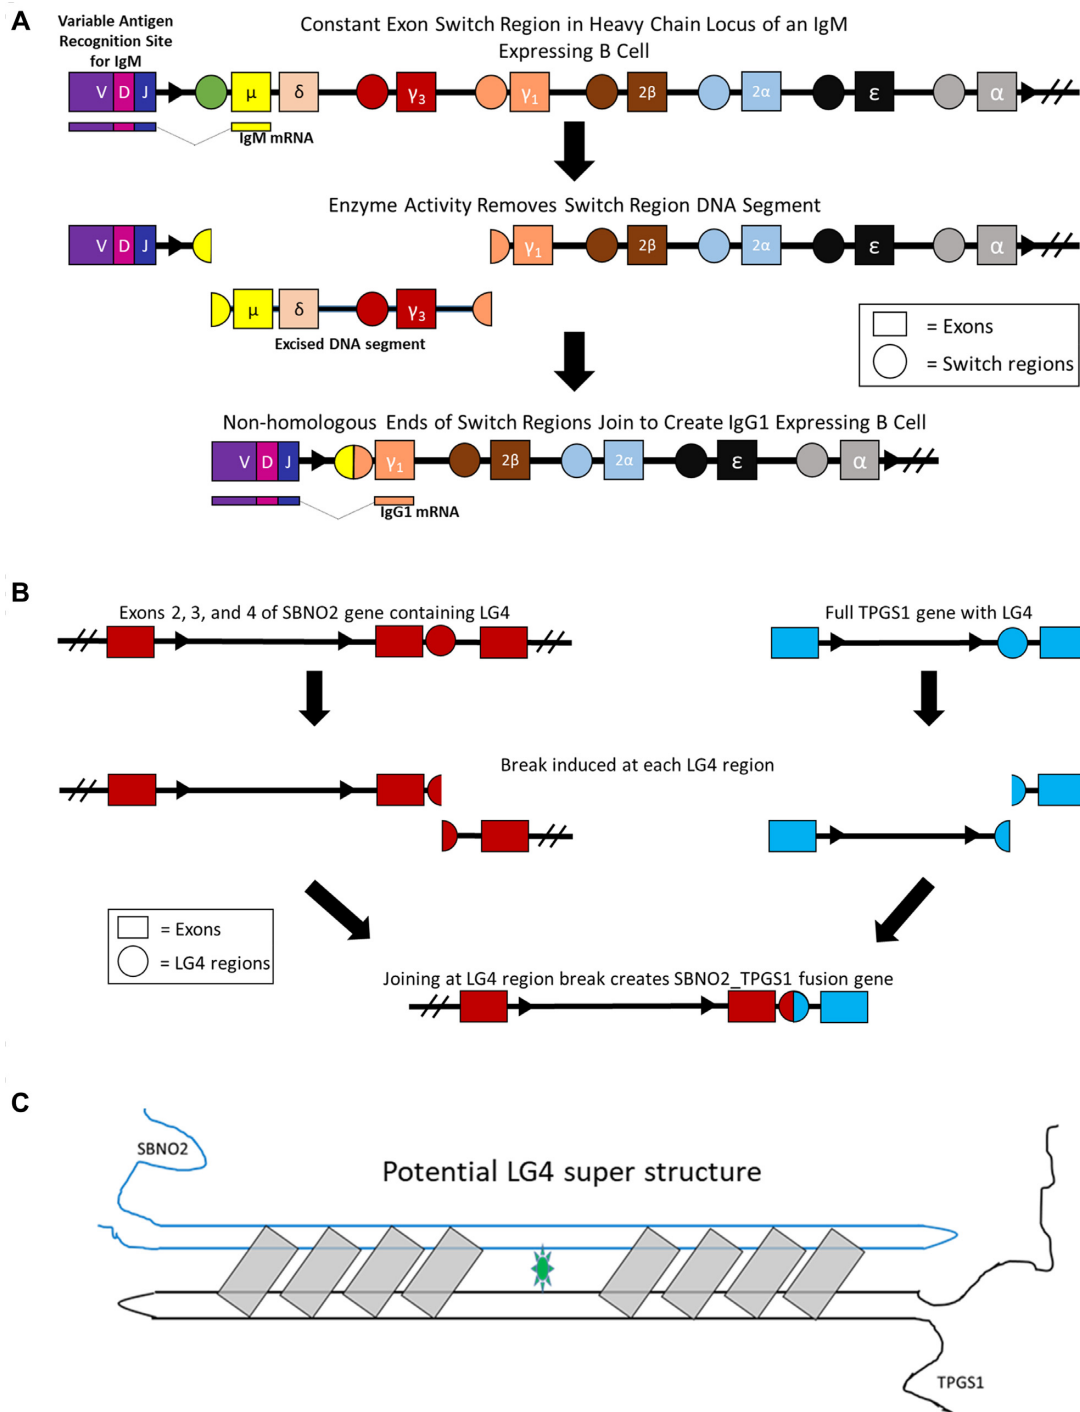 A
Variable Antigen
Recognition Site
for IgM
Constant Exon Switch Region in Heavy Chain Locus of an IgM
Expressing B Cell
V D J μ δ γ3 γ1 2β 2α ε α
IgM mRNA
Enzyme Activity Removes Switch Region DNA Segment
V D J γ1 2β 2α ε α
μ δ γ3
Excised DNA segment
= Exons
= Switch regions
Non-homologous Ends of Switch Regions Join to Create IgG1 Expressing B Cell
V D J γ1 2β 2α ε α
IgG1 mRNA
B
Exons 2, 3, and 4 of SBNO2 gene containing LG4
Full TPGS1 gene with LG4
Break induced at each LG4 region
= Exons
= LG4 regions
Joining at LG4 region break creates SBNO2_TPGS1 fusion gene
C
SBNO2
Potential LG4 super structure
TPGS1